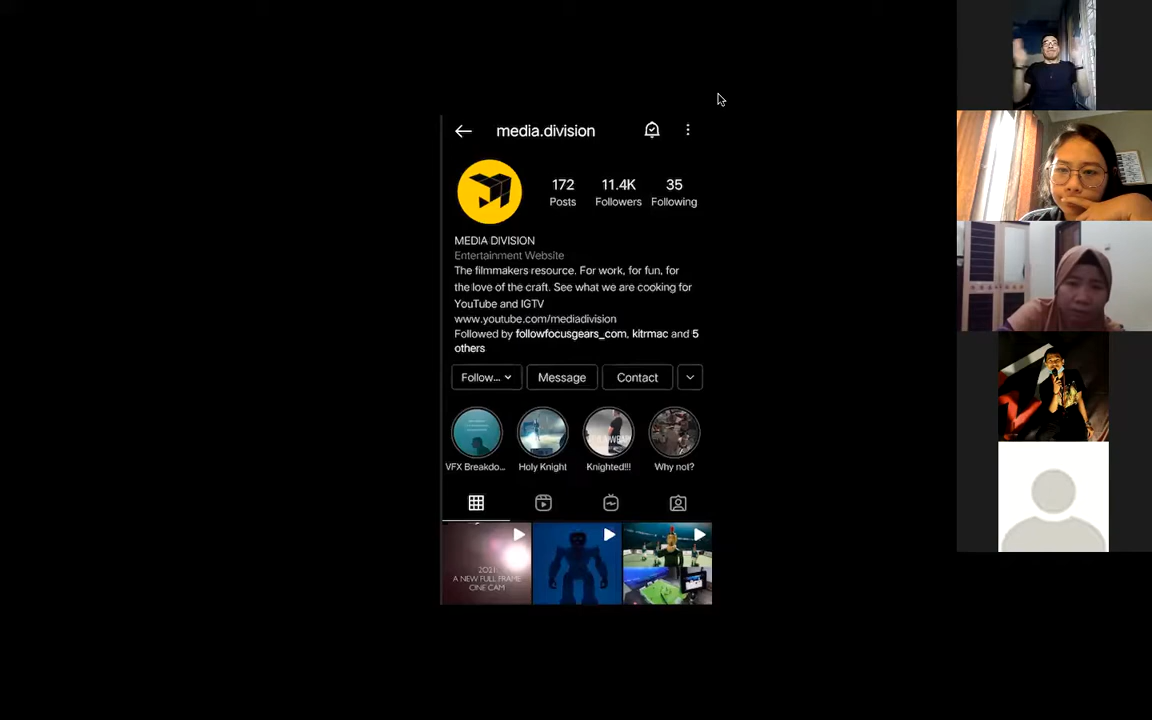 media.division
172
11.4K
35
Posts
Followers
Following
MEDIA DIVISION
Entertainment Website
The filmmakers resource. For work, for fun, for
the love of the craft. See what we are cooking for
YouTube and IGTV
www.youtube.com/mediadivision
Followed by followfocusgears_com, kitrmac and 5
others
Follow...
Message
Contact
VFX Breakdo...
Holy Knight
Knighted!!!
Why not?
2021
A NEW FULL FRAME
CINE CAM